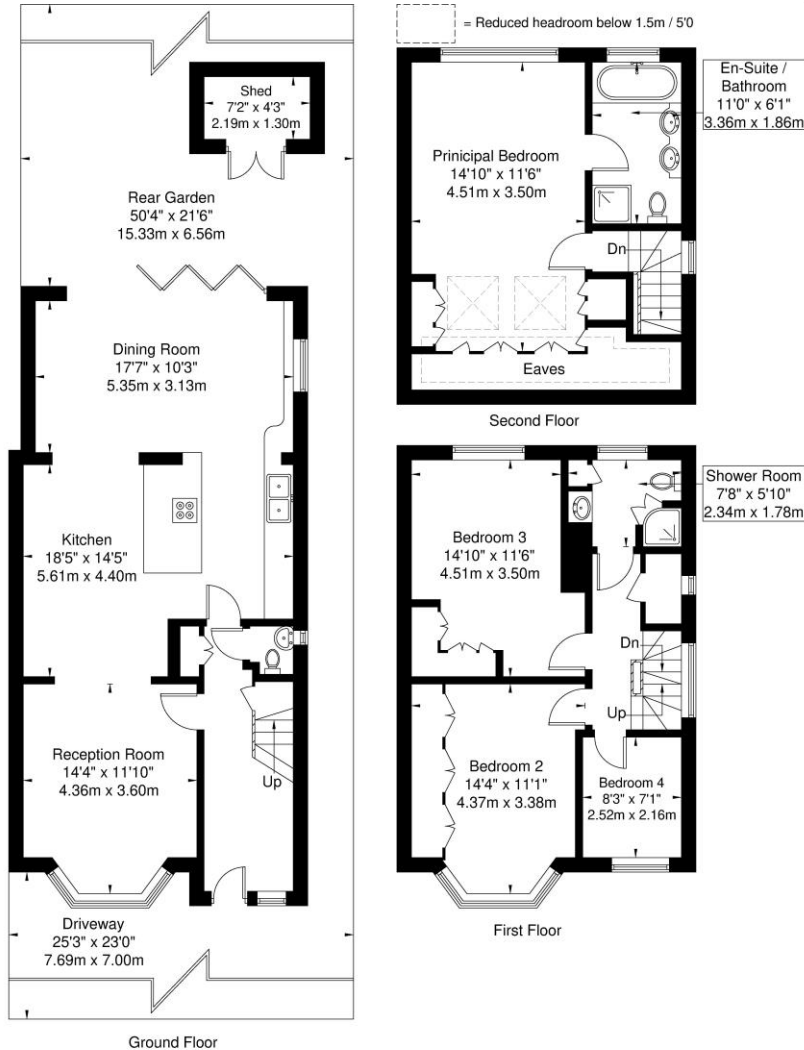 = Reduced headroom below 1.5m / 5'0
Shed
7'2" x 4'3"
2.19m x 1.30m
Rear Garden
50'4" x 21'6"
15.33m x 6.56m
Dining Room
17'7" x 10'3"
5.35m x 3.13m
Kitchen
18'5" x 14'5"
5.61m x 4.40m
Reception Room
14'4" x 11'10"
4.36m x 3.60m
Up
Driveway
25'3" x 23'0"
7.69m x 7.00m
Ground Floor
En-Suite /
Bathroom
11'0" x 6'1"
3.36m x 1.86m
Prinicipal Bedroom
14'10" x 11'6"
4.51m x 3.50m
Dn
Eaves
Second Floor
Shower Room
7'8" x 5'10"
2.34m x 1.78m
Bedroom 3
14'10" x 11'6"
4.51m x 3.50m
Dn
Up
Bedroom 2
14'4" x 11'1"
4.37m x 3.38m
Bedroom 4
8'3" x 7'1"
2.52m x 2.16m
First Floor